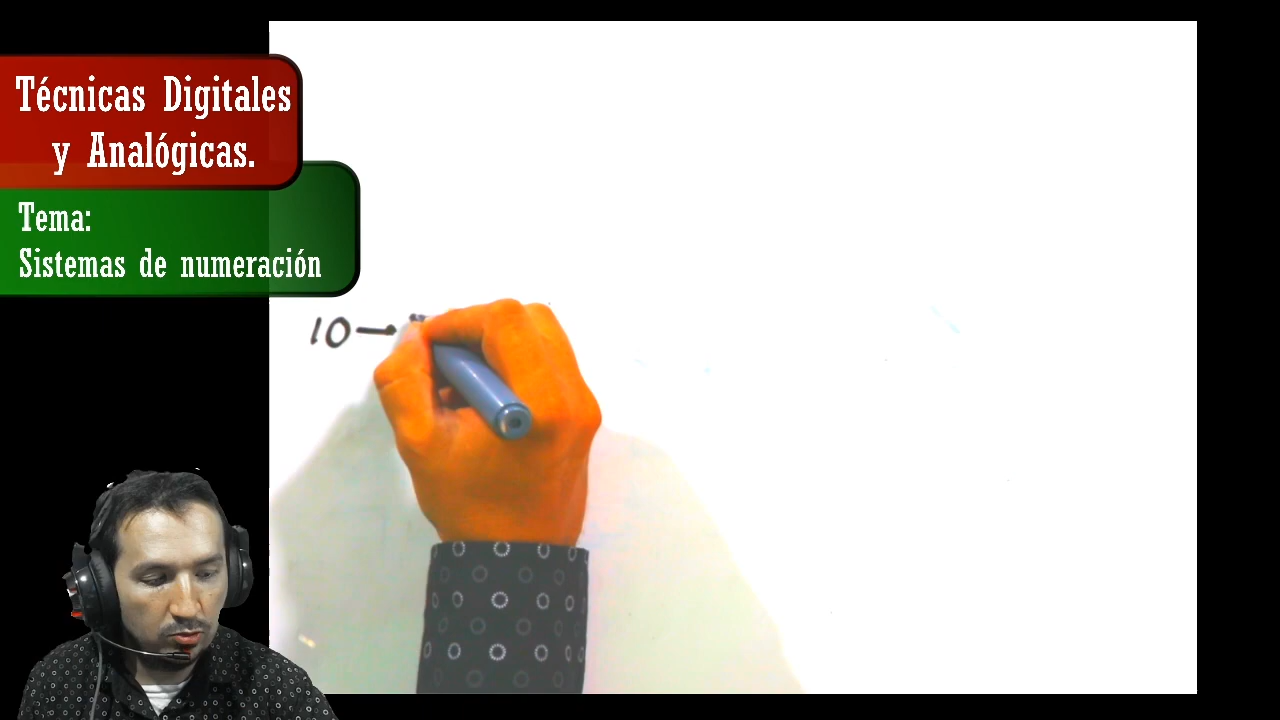 Técnicas Digitales
y Analógicas.
Tema:
Sistemas de numeración
10→